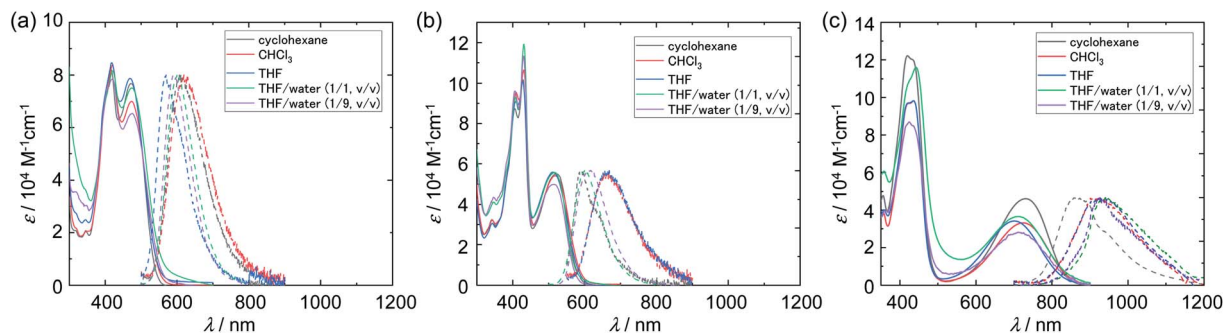 (a)
ε / 10⁴ M⁻¹cm⁻¹
8
6
4
2
0
400 600 800 1000 1200
λ / nm
cyclohexane
CHCl₃
THF
THF/water (1/1, v/v)
THF/water (1/9, v/v)
(b)
ε / 10⁴ M⁻¹cm⁻¹
12
10
8
6
4
2
0
400 600 800 1000 1200
λ / nm
cyclohexane
CHCl₃
THF
THF/water (1/1, v/v)
THF/water (1/9, v/v)
(c)
ε / 10⁴ M⁻¹cm⁻¹
14
12
10
8
6
4
2
0
400 600 800 1000 1200
λ / nm
cyclohexane
CHCl₃
THF
THF/water (1/1, v/v)
THF/water (1/9, v/v)